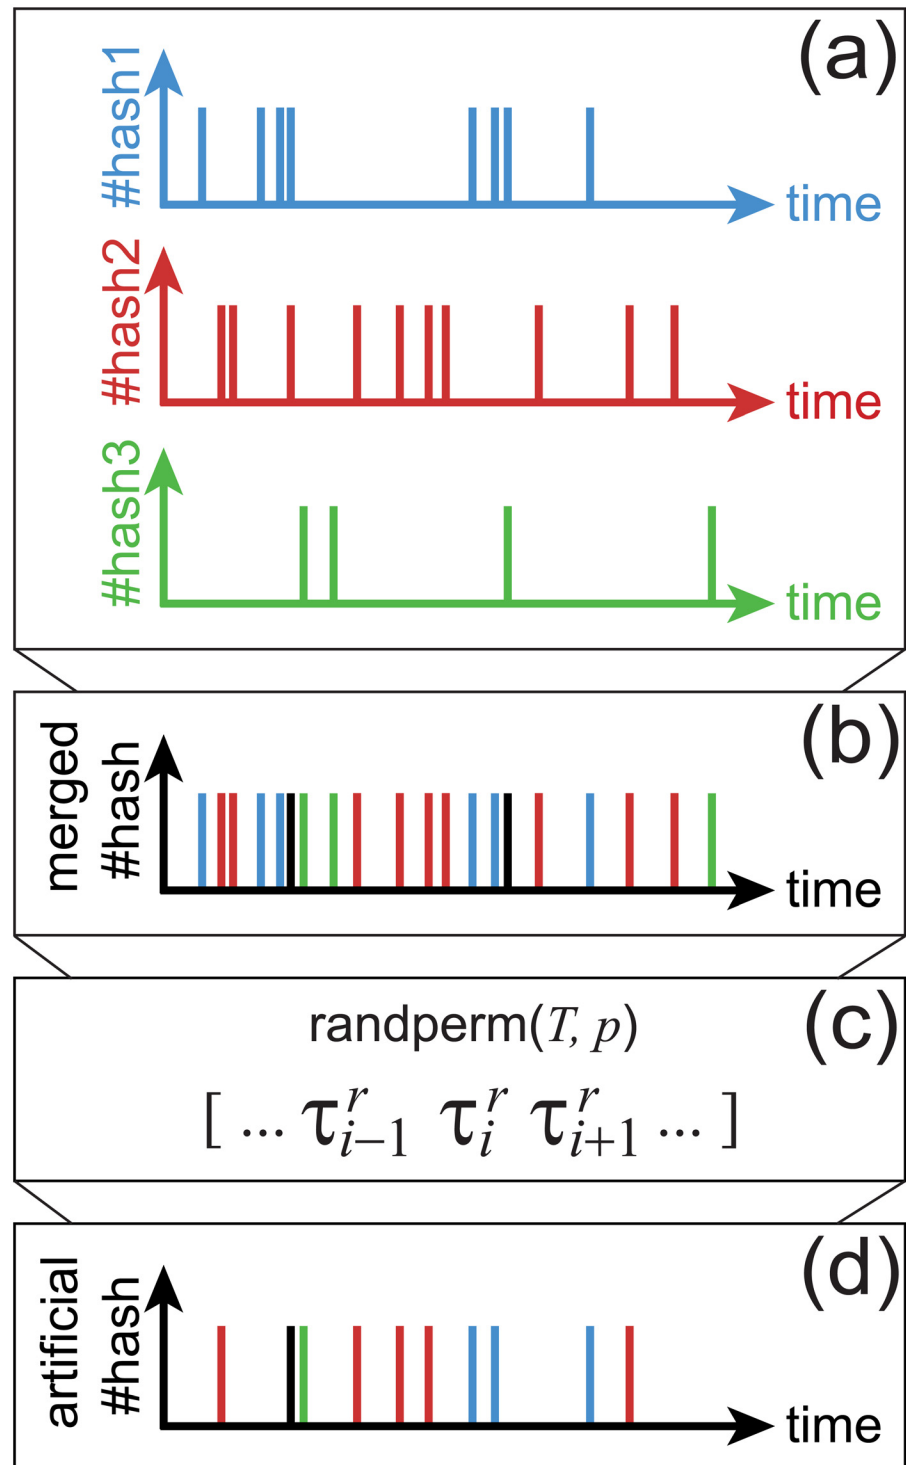 (a)
#hash1
time
#hash2
time
#hash3
time
(b)
merged
#hash
time
(c)
randperm(T, p)
[ ... τ^r_{i−1} τ^r_i τ^r_{i+1} ... ]
(d)
artificial
#hash
time